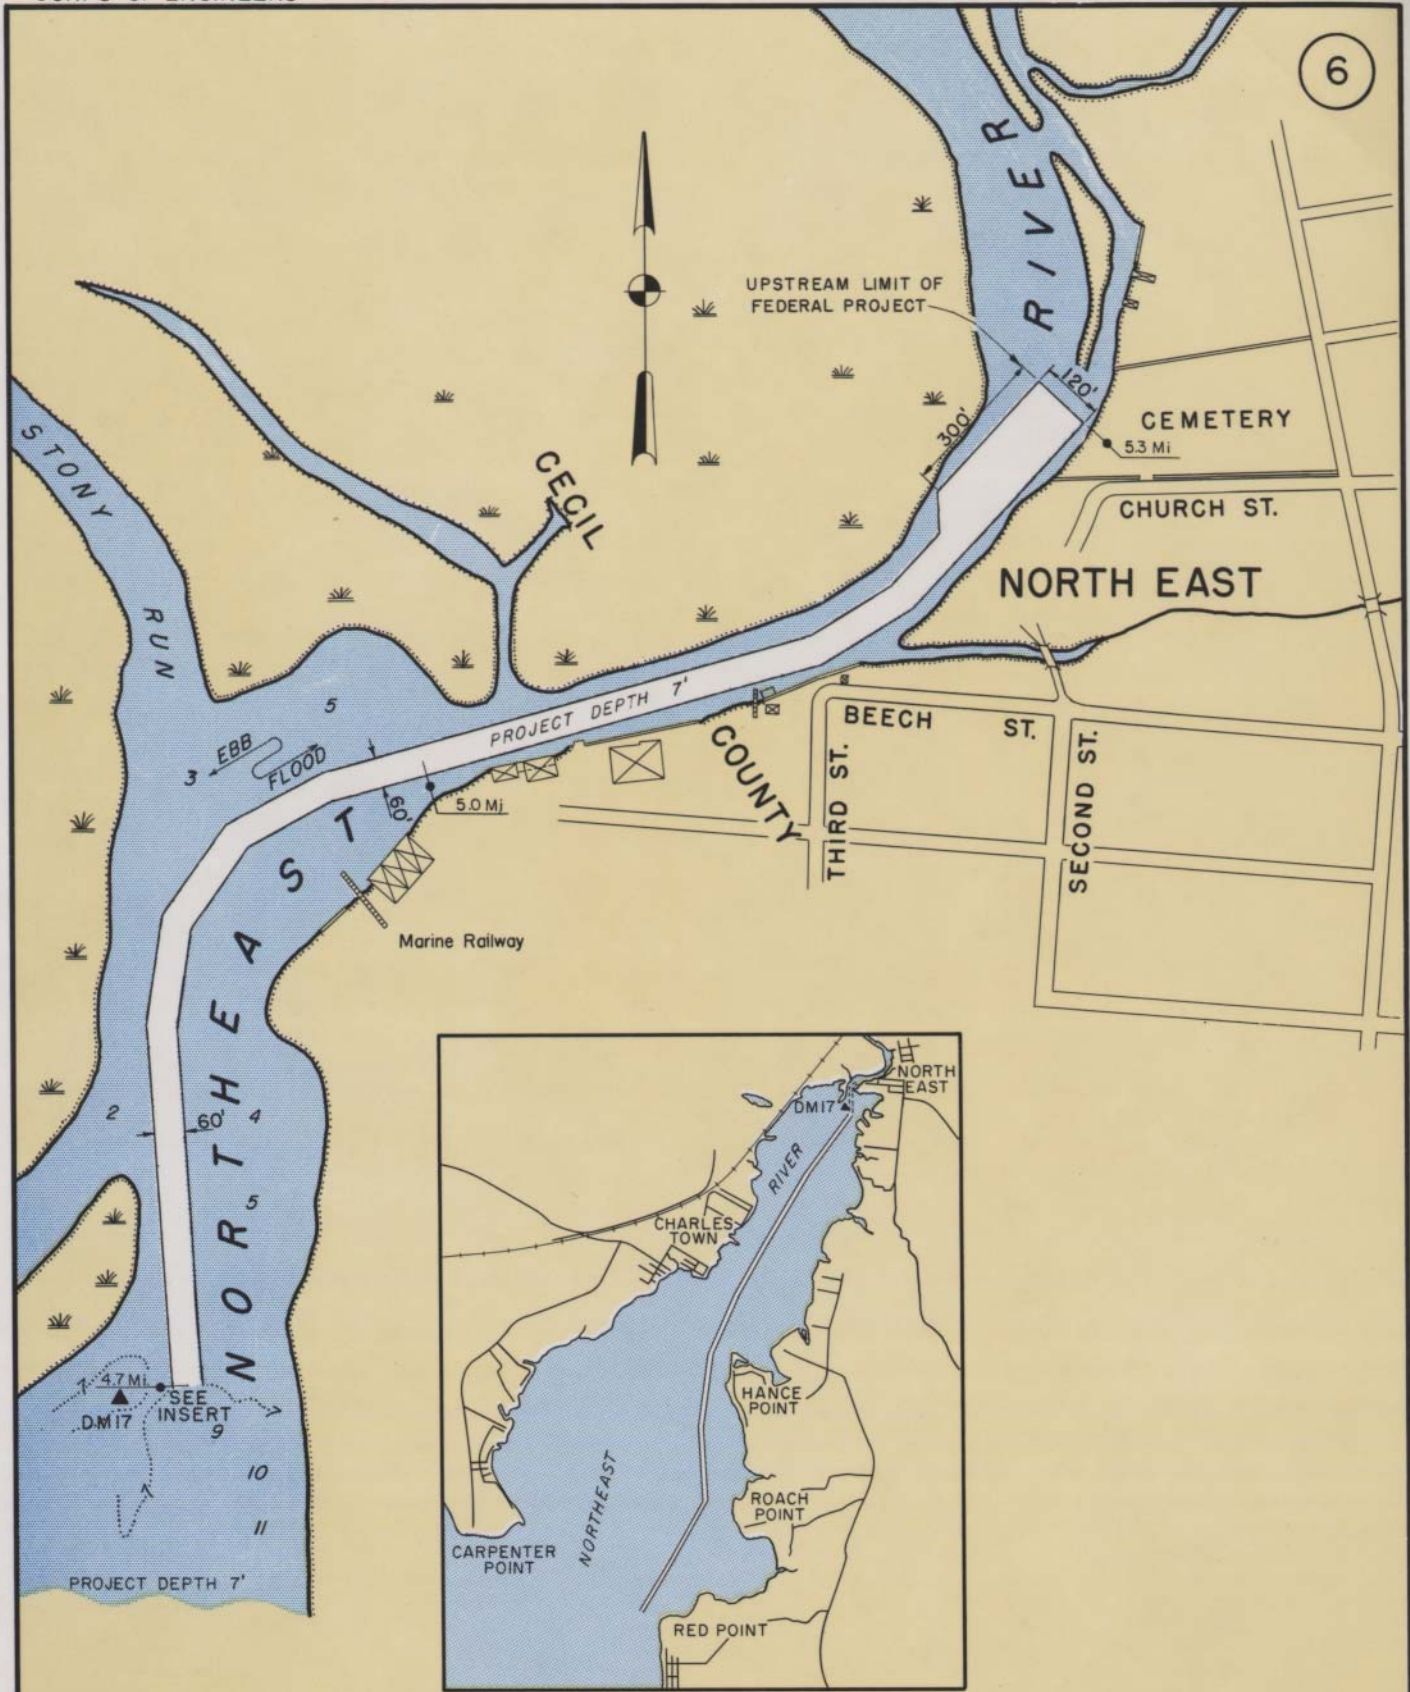 6
RIVER
UPSTREAM LIMIT OF
FEDERAL PROJECT
120'
300'
CEMETERY
5.3 Mi
CHURCH ST.
NORTH EAST
STONY
RUN
CECIL
COUNTY
5
3
EBB
FLOOD
PROJECT DEPTH 7'
60'
5.0 Mi
BEECH ST.
THIRD ST.
SECOND ST.
Marine Railway
NORTHEAST
2
60'
4
5
4.7 Mi.
7
DM17
SEE
INSERT
7
9
10
7
11
PROJECT DEPTH 7'
NORTH
EAST
DM17
RIVER
CHARLES
TOWN
HANCE
POINT
NORTHEAST
ROACH
POINT
CARPENTER
POINT
RED POINT